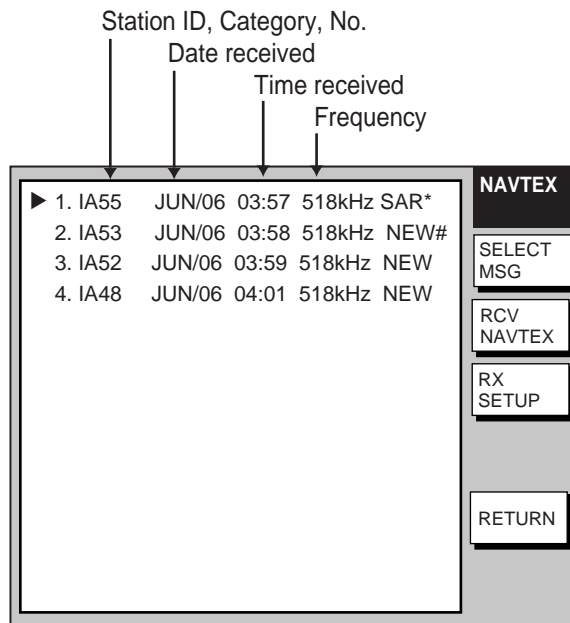 Station ID, Category, No.
Date received
Time received
Frequency
▶ 1. IA55 JUN/06 03:57 518kHz SAR*
2. IA53 JUN/06 03:58 518kHz NEW#
3. IA52 JUN/06 03:59 518kHz NEW
4. IA48 JUN/06 04:01 518kHz NEW
NAVTEX
SELECT
MSG
RCV
NAVTEX
RX
SETUP
RETURN